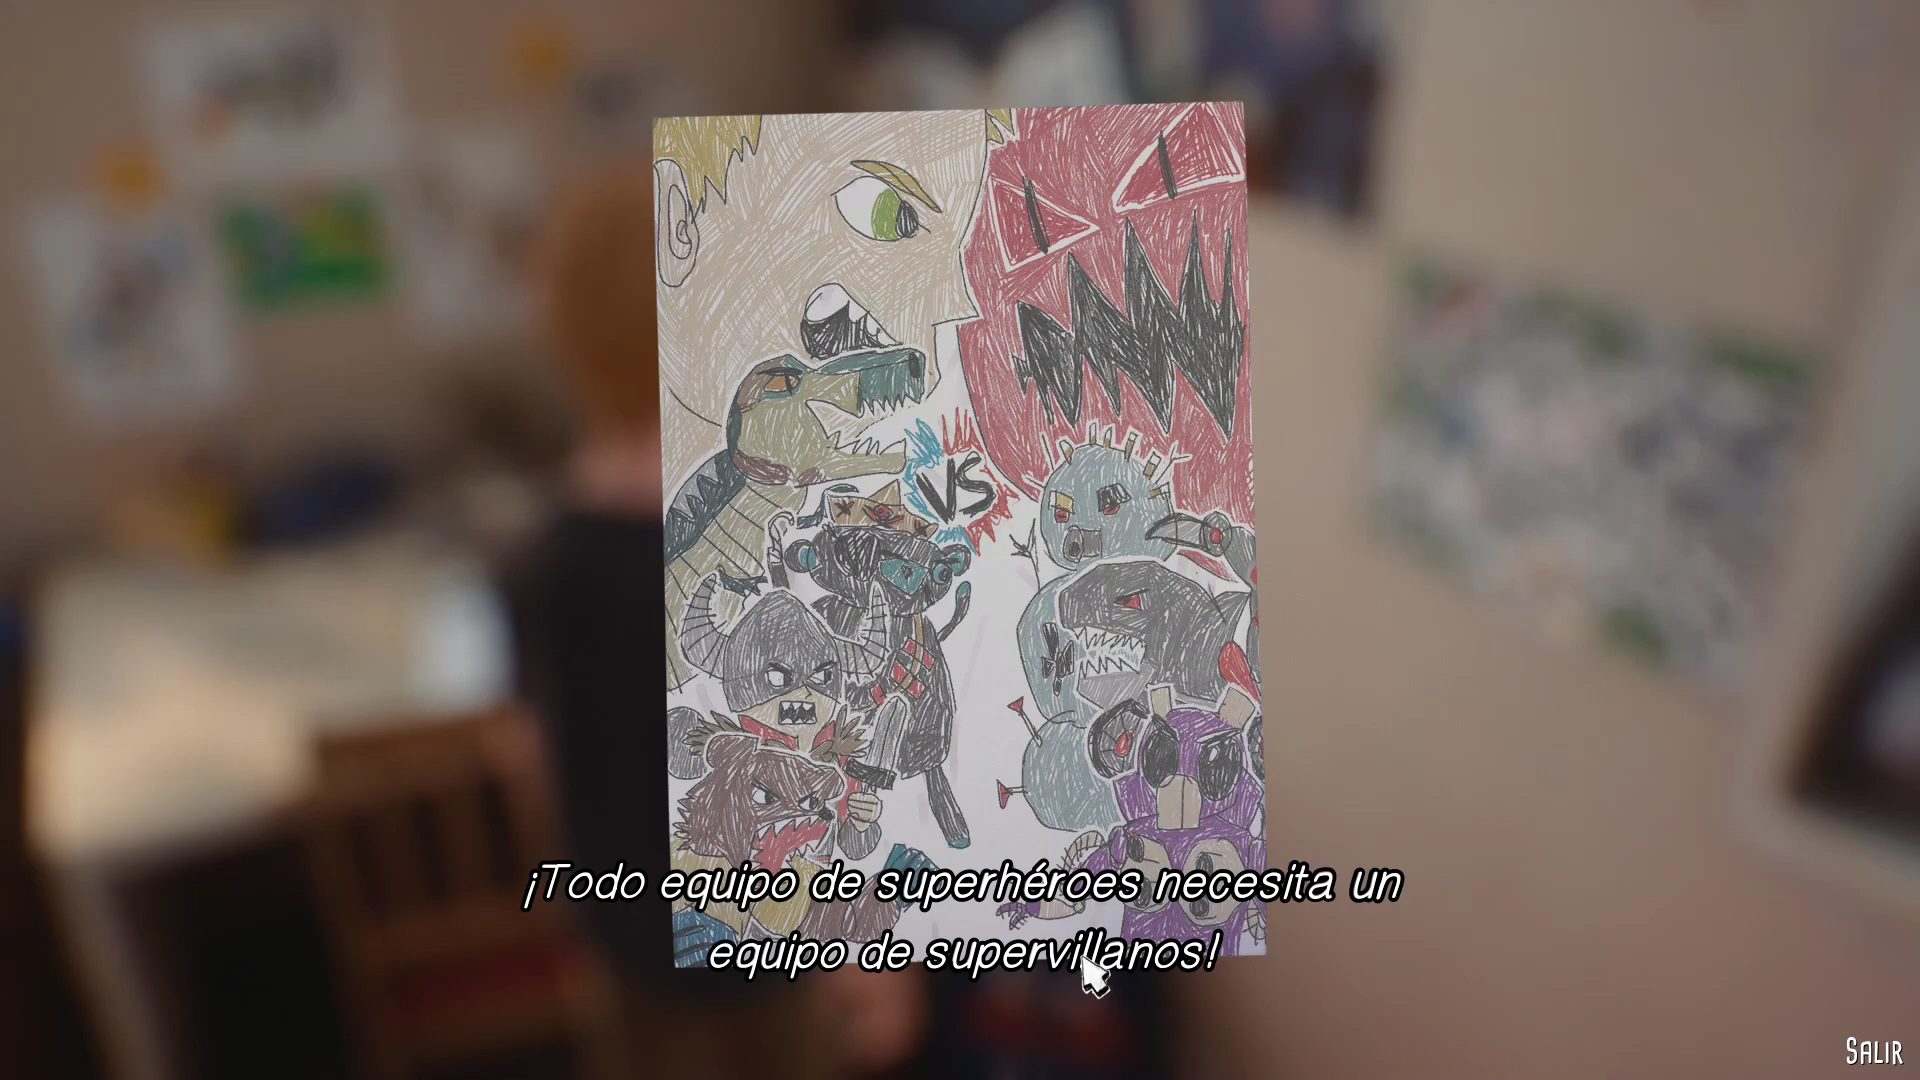 VS
¡Todo equipo de superhéroes necesita un
equipo de supervillanos!
SALIR